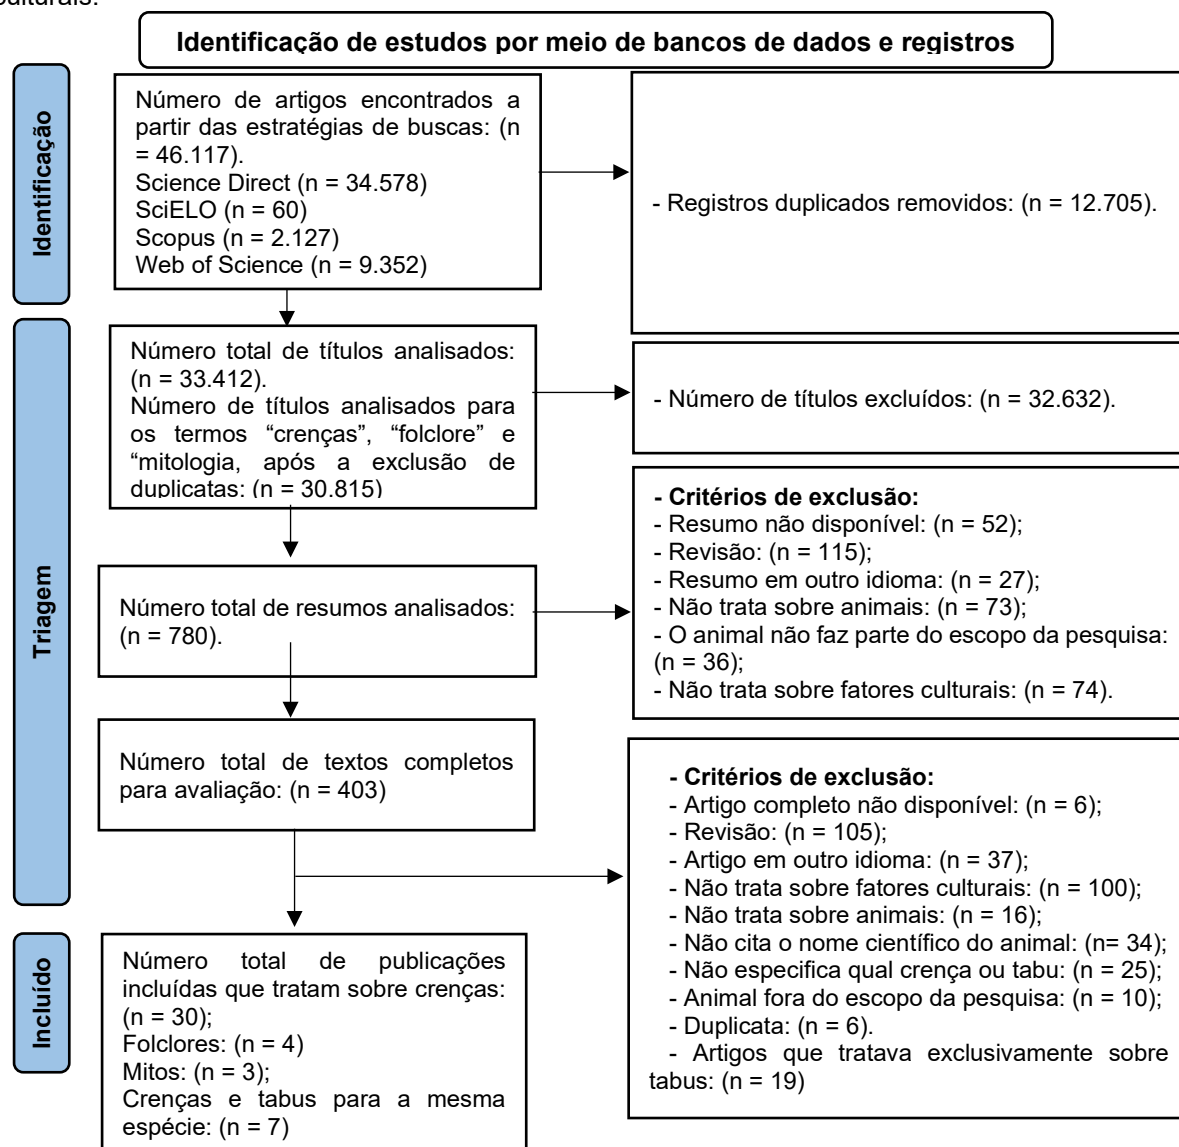 culturais.
Identificação de estudos por meio de bancos de dados e registros
Identificação
Número de artigos encontrados a
partir das estratégias de buscas: (n
= 46.117).
Science Direct (n = 34.578)
SciELO (n = 60)
Scopus (n = 2.127)
Web of Science (n = 9.352)
- Registros duplicados removidos: (n = 12.705).
Triagem
Número total de títulos analisados:
(n = 33.412).
Número de títulos analisados para
os termos “crenças”, “folclore” e
“mitologia, após a exclusão de
duplicatas: (n = 30.815)
- Número de títulos excluídos: (n = 32.632).
Número total de resumos analisados:
(n = 780).
- Critérios de exclusão:
- Resumo não disponível: (n = 52);
- Revisão: (n = 115);
- Resumo em outro idioma: (n = 27);
- Não trata sobre animais: (n = 73);
- O animal não faz parte do escopo da pesquisa:
(n = 36);
- Não trata sobre fatores culturais: (n = 74).
Número total de textos completos
para avaliação: (n = 403)
- Critérios de exclusão:
- Artigo completo não disponível: (n = 6);
- Revisão: (n = 105);
- Artigo em outro idioma: (n = 37);
- Não trata sobre fatores culturais: (n = 100);
- Não trata sobre animais: (n = 16);
- Não cita o nome científico do animal: (n= 34);
- Não especifica qual crença ou tabu: (n = 25);
- Animal fora do escopo da pesquisa: (n = 10);
- Duplicata: (n = 6).
- Artigos que tratava exclusivamente sobre
tabus: (n = 19)
Incluído
Número total de publicações
incluídas que tratam sobre crenças:
(n = 30);
Folclores: (n = 4)
Mitos: (n = 3);
Crenças e tabus para a mesma
espécie: (n = 7)